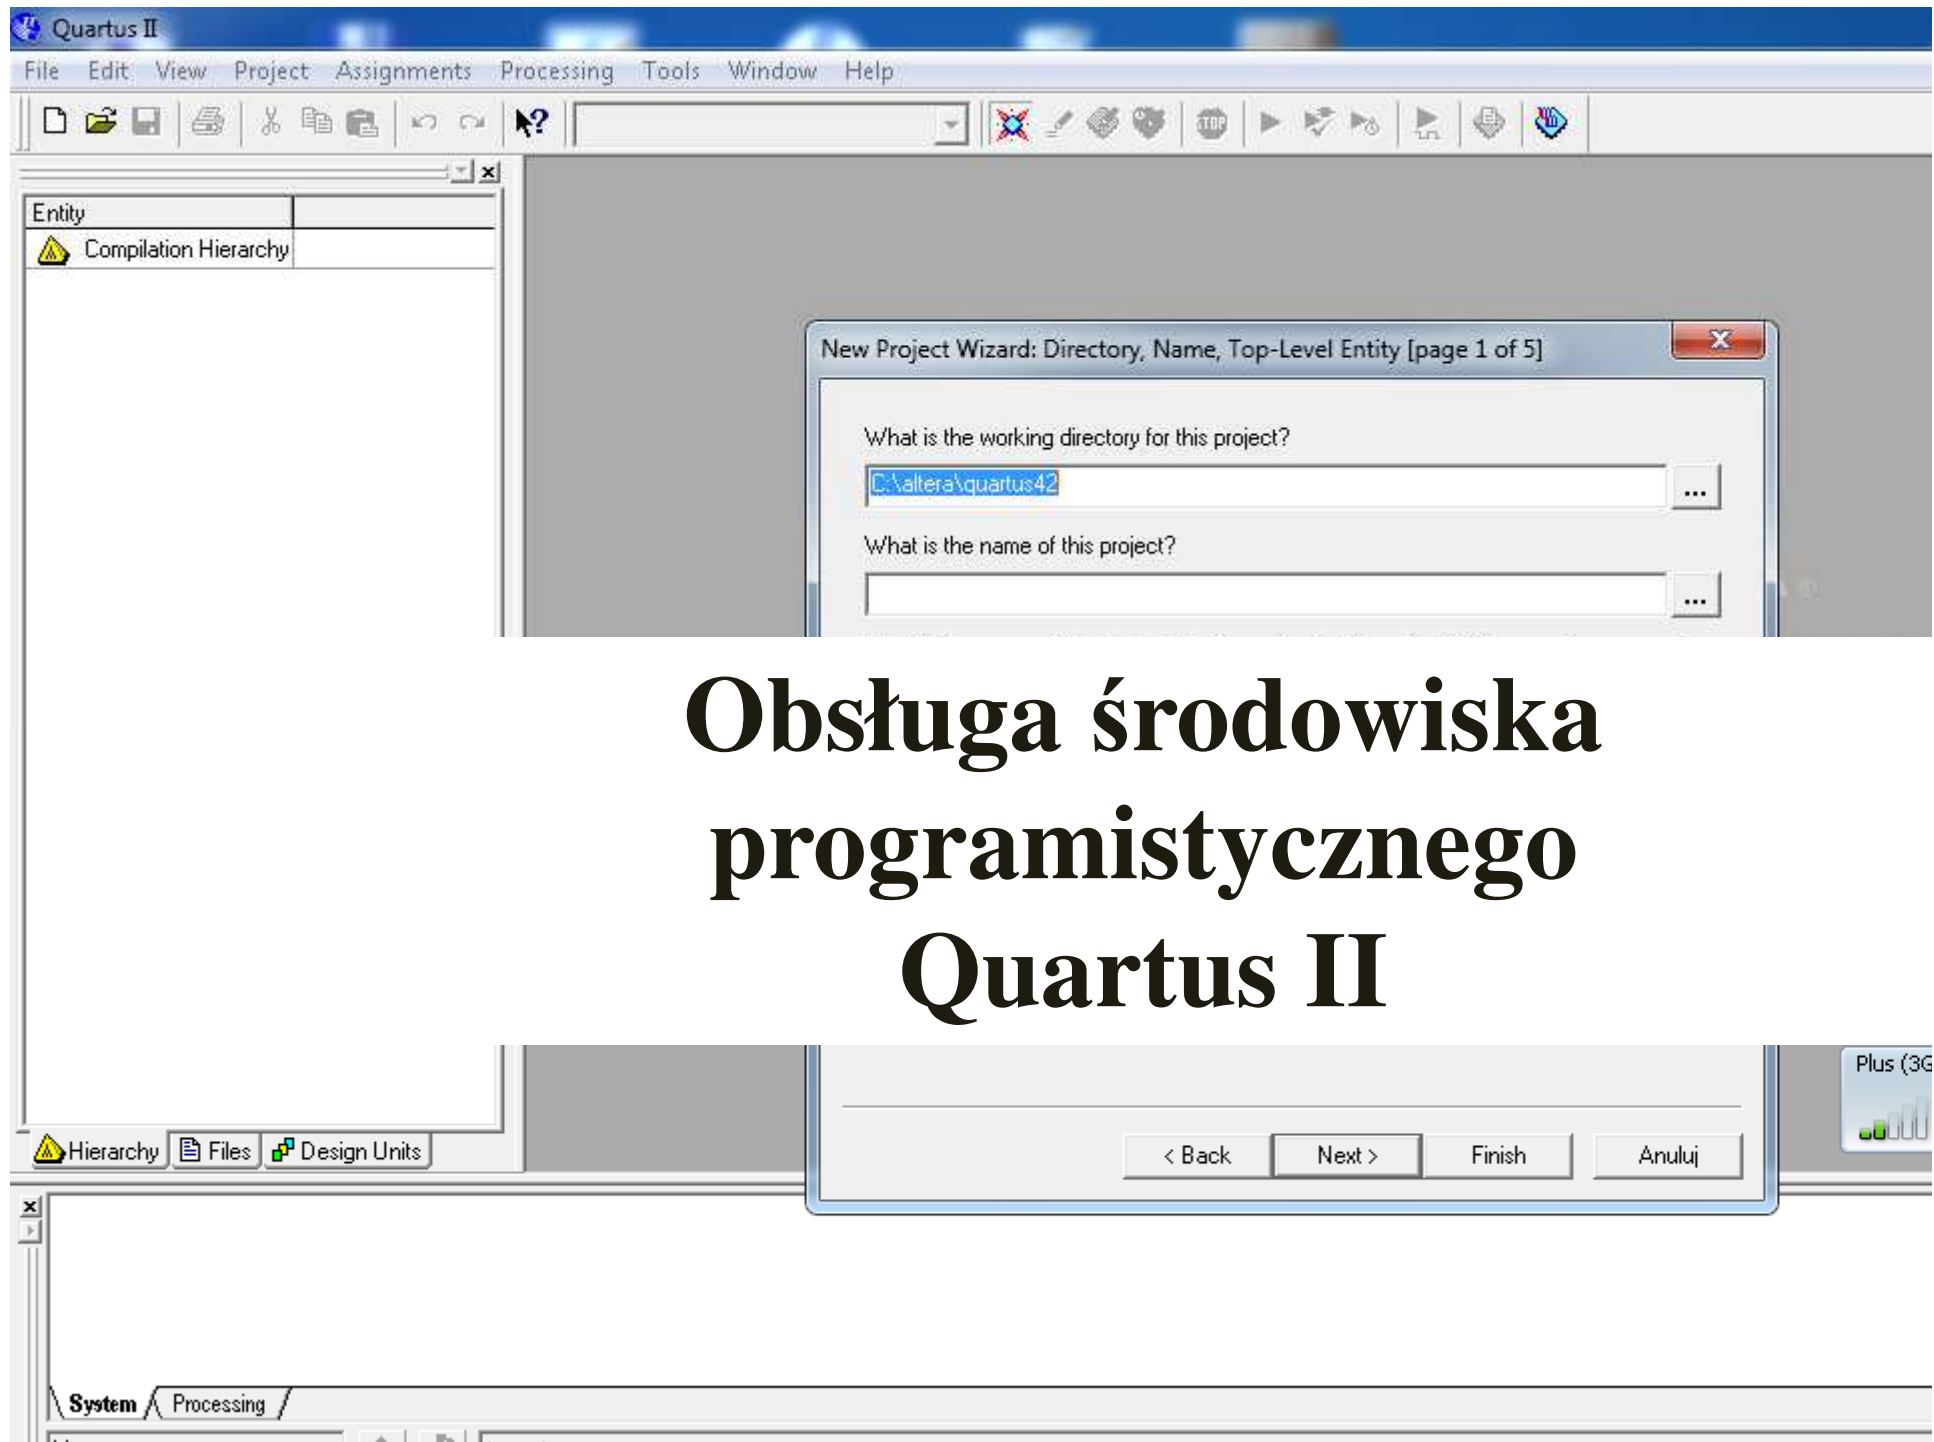 Quartus II
File Edit View Project Assignments Processing Tools Window Help
STOP
Entity
Compilation Hierarchy
New Project Wizard: Directory, Name, Top-Level Entity [page 1 of 5]
What is the working directory for this project?
C:\altera\quartus42
...
What is the name of this project?
...
Obsługa środowiska
programistycznego
Quartus II
Plus (3G
Hierarchy Files Design Units
< Back Next > Finish Anuluj
System Processing